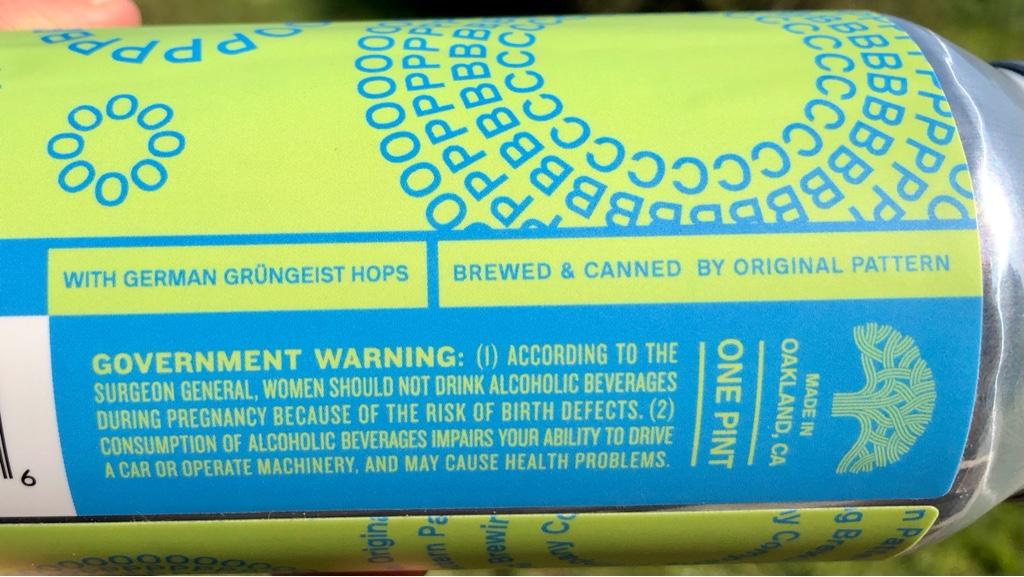 WITH GERMAN GRÜNGEIST HOPS
BREWED & CANNED BY ORIGINAL PATTERN
GOVERNMENT WARNING: (1) ACCORDING TO THE
SURGEON GENERAL, WOMEN SHOULD NOT DRINK ALCOHOLIC BEVERAGES
DURING PREGNANCY BECAUSE OF THE RISK OF BIRTH DEFECTS. (2)
CONSUMPTION OF ALCOHOLIC BEVERAGES IMPAIRS YOUR ABILITY TO DRIVE
A CAR OR OPERATE MACHINERY, AND MAY CAUSE HEALTH PROBLEMS.
ONE PINT
MADE IN
OAKLAND, CA
6